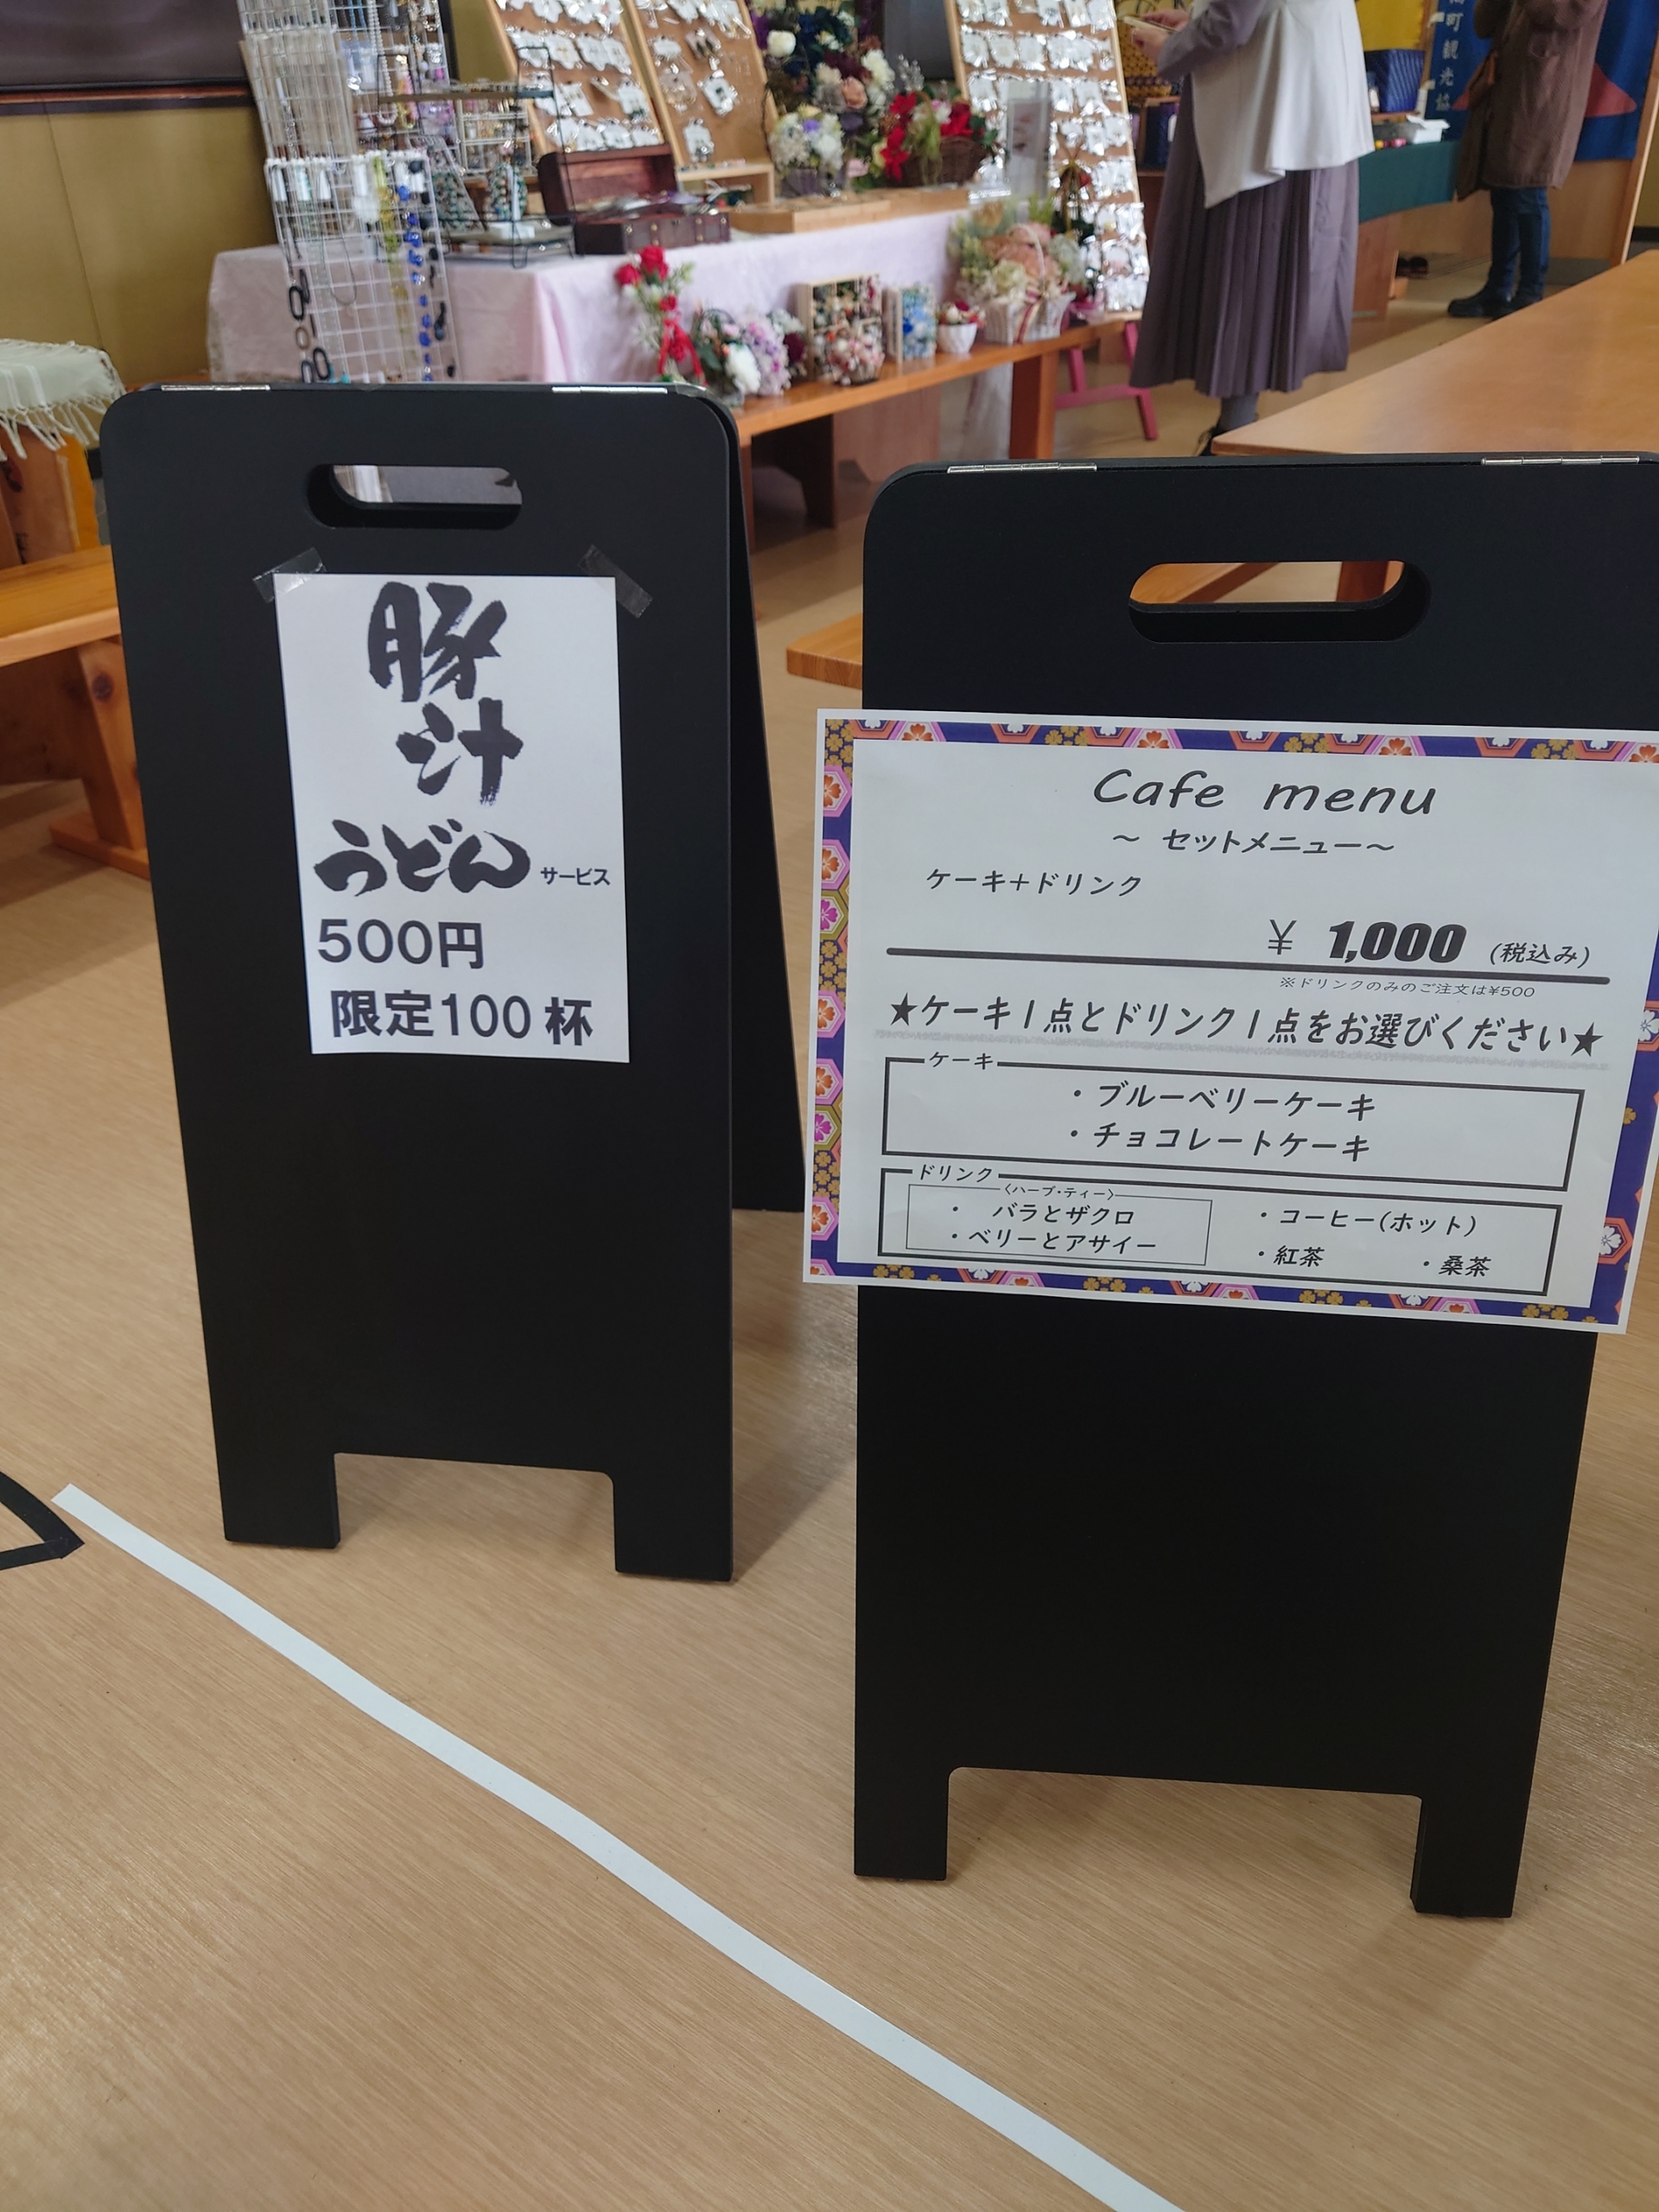 豚
汁
うどん サービス
500円
限定100杯
Cafe menu
～ セットメニュー～
ケーキ＋ドリンク
￥ 1,000 (税込み)
※ドリンクのみのご注文は¥500
★ケーキ1点とドリンク1点をお選びください★
ケーキ
・ブルーベリーケーキ
・チョコレートケーキ
ドリンク
〈ハーブ・ティー〉
・ バラとザクロ
・ベリーとアサイー
・コーヒー(ホット)
・紅茶 ・桑茶
町観光協